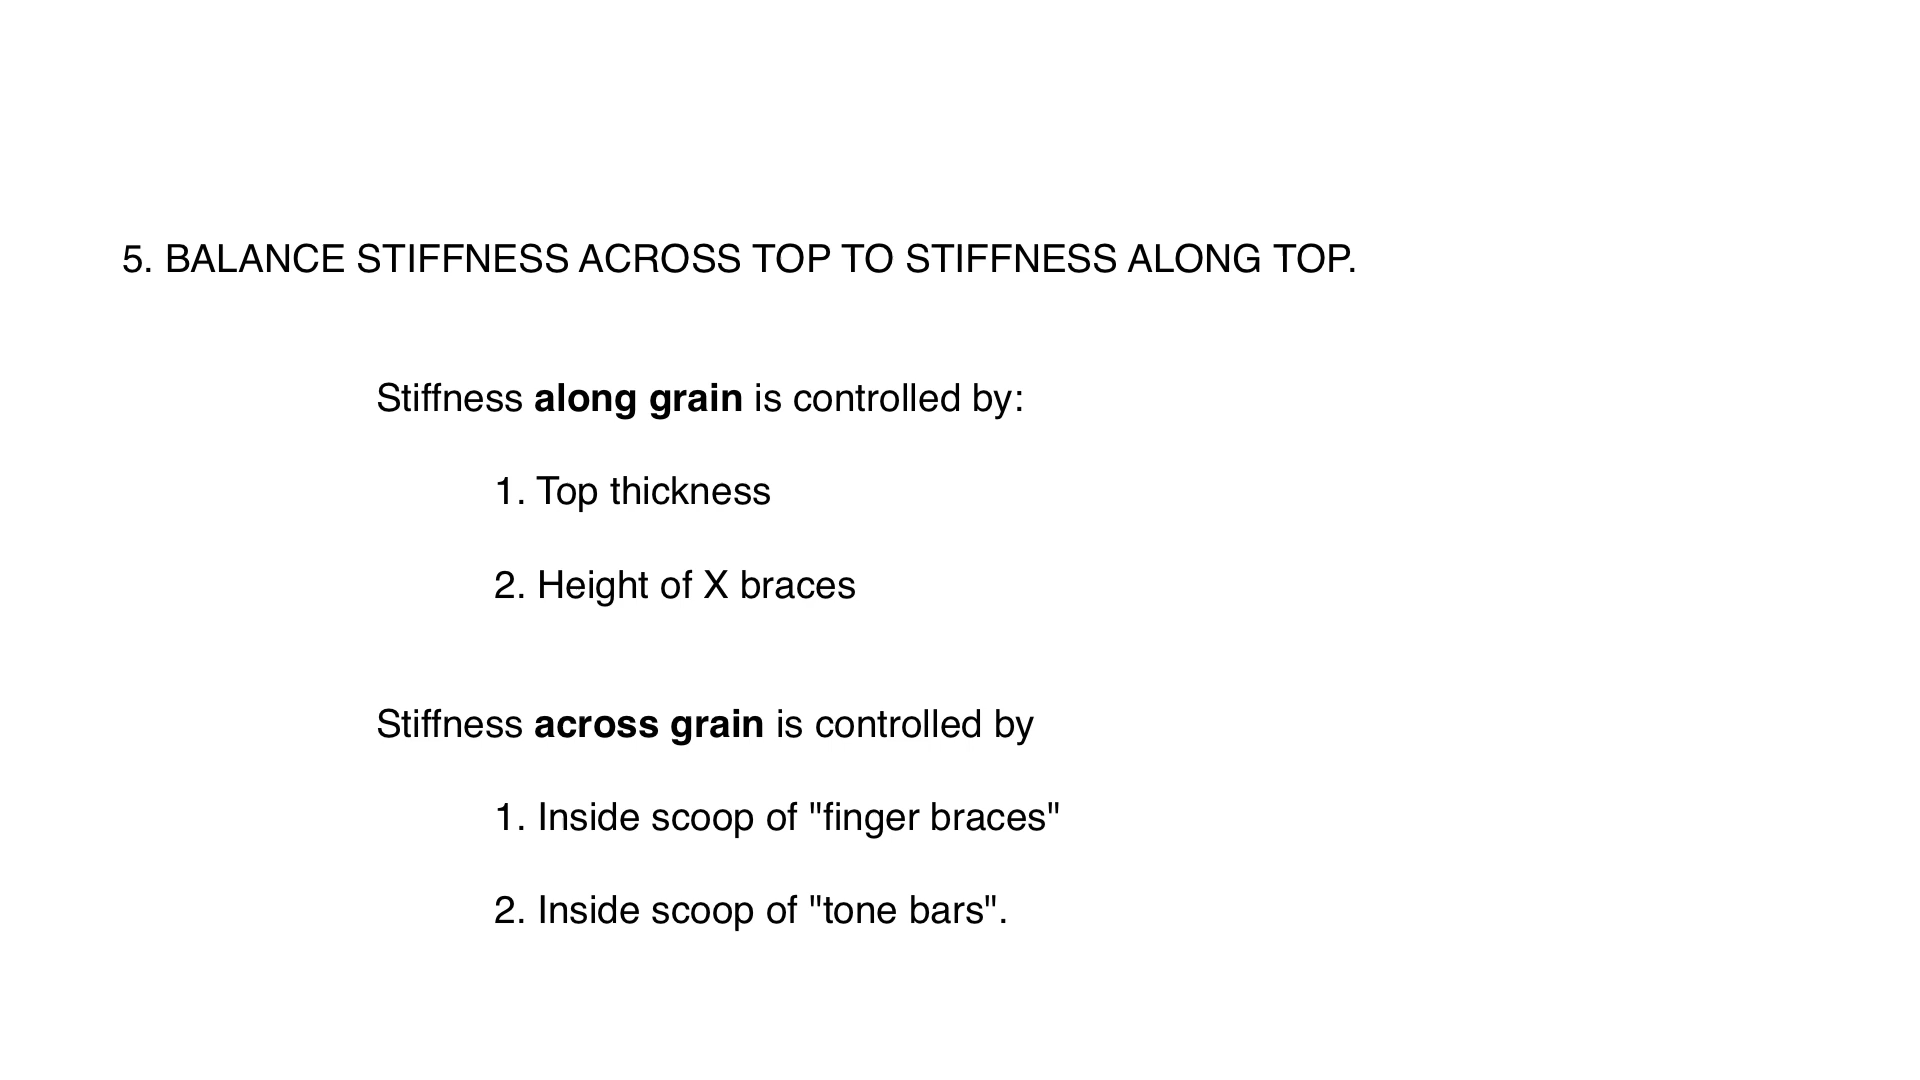 5. BALANCE STIFFNESS ACROSS TOP TO STIFFNESS ALONG TOP.
Stiffness along grain is controlled by:
1. Top thickness
2. Height of X braces
Stiffness across grain is controlled by
1. Inside scoop of "finger braces"
2. Inside scoop of "tone bars".